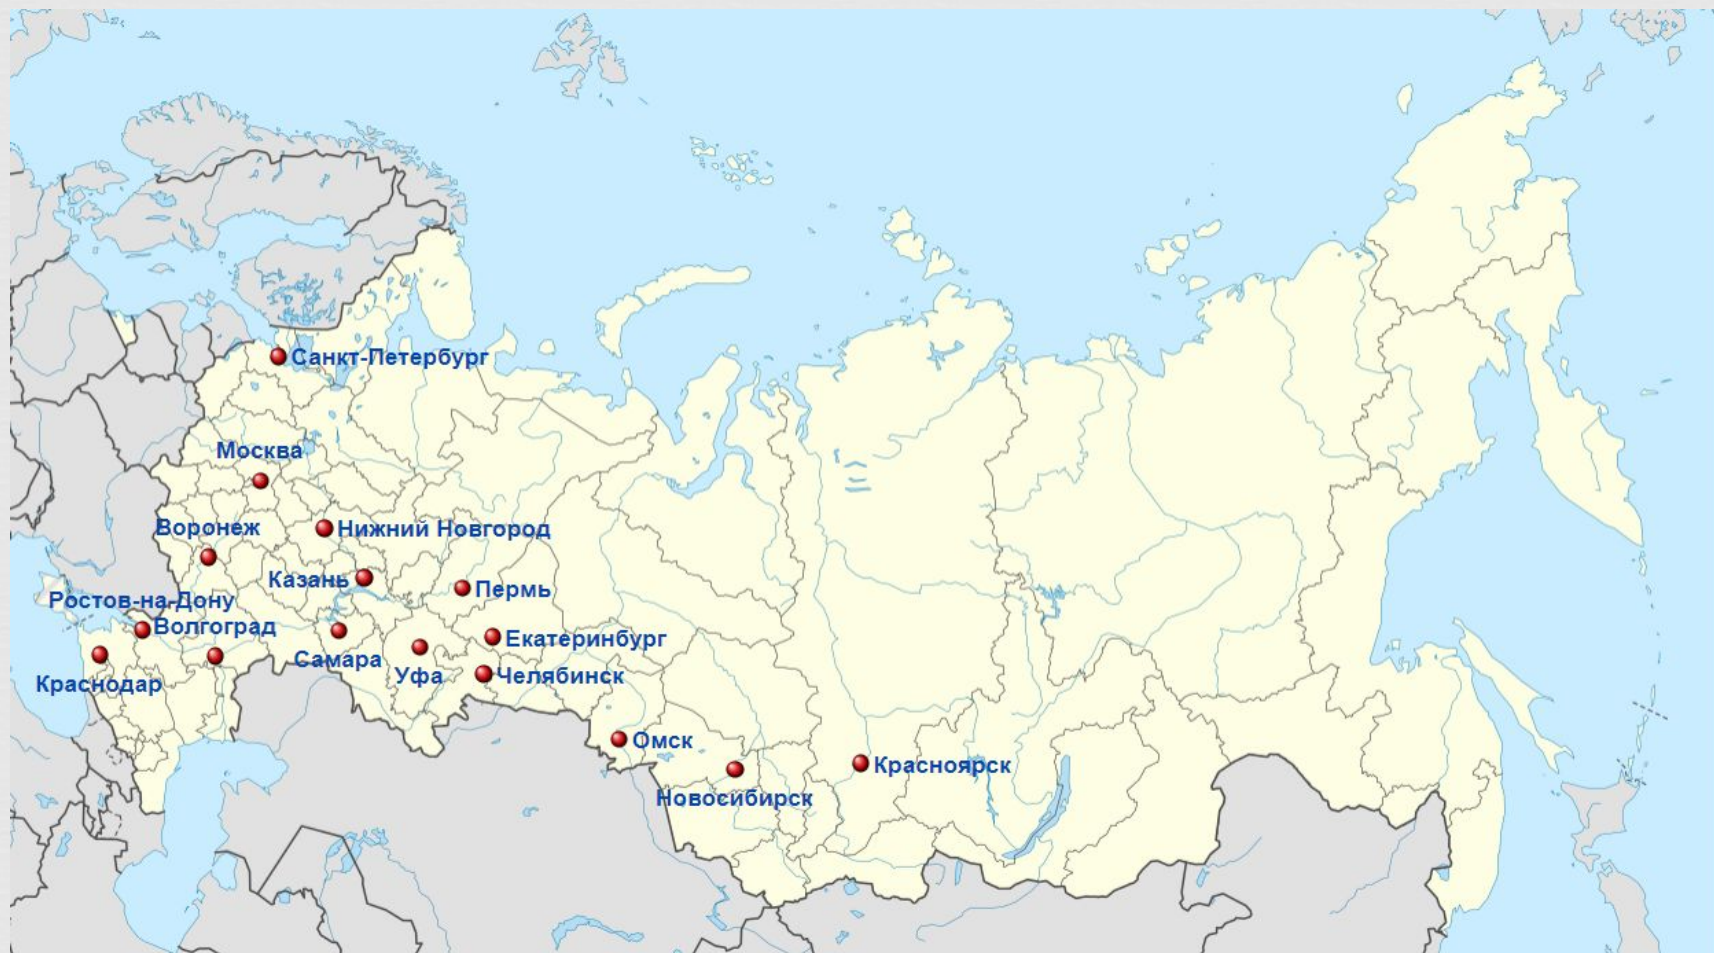 Санкт-Петербург
Москва
Воронеж
Нижний Новгород
Казань
Пермь
Ростов-на-Дону
Волгоград
Екатеринбург
Самара
Уфа
Челябинск
Краснодар
Омск
Красноярск
Новосибирск